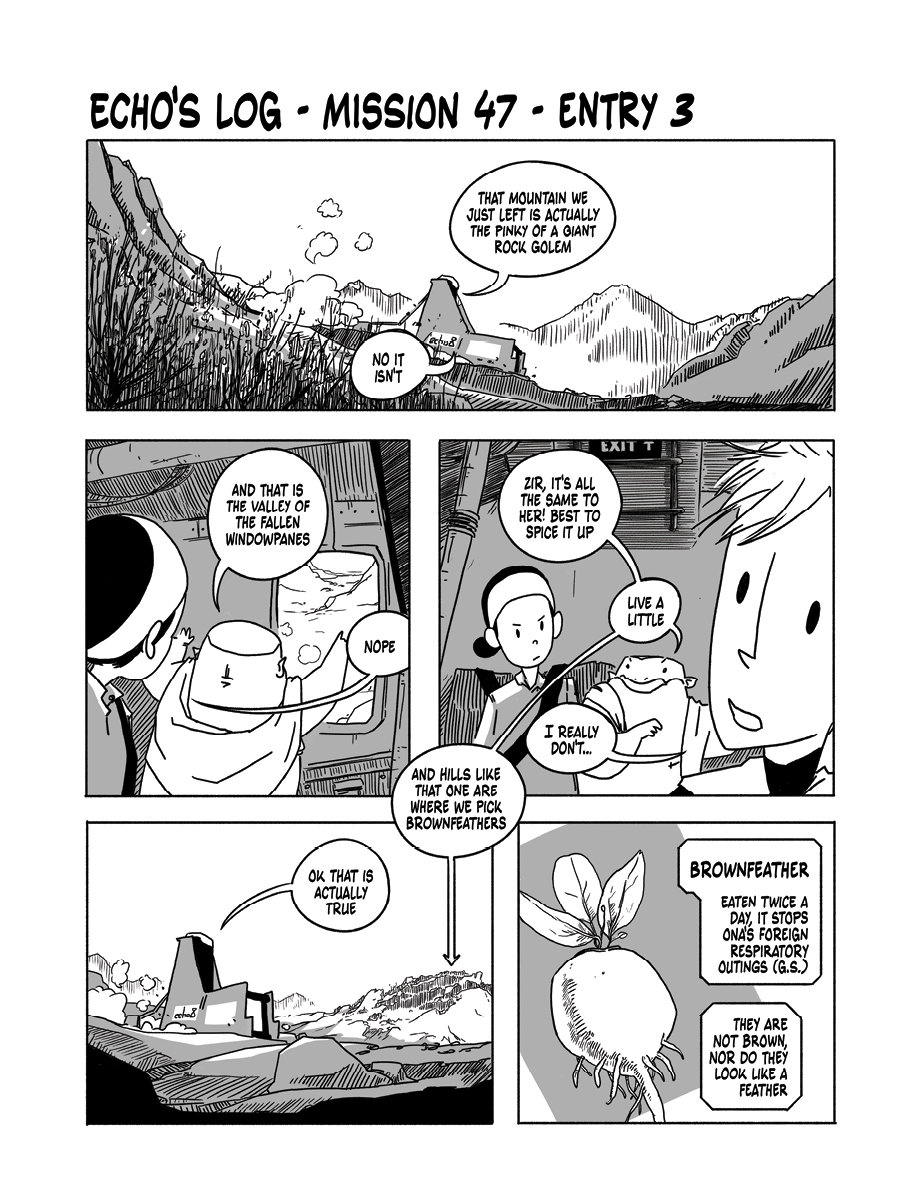 ECHO'S LOG - MISSION 47 - ENTRY 3
THAT MOUNTAIN WE
JUST LEFT IS ACTUALLY
THE PINKY OF A GIANT
ROCK GOLEM
echo8
NO IT
ISN'T
AND THAT IS
THE VALLEY OF
THE FALLEN
WINDOWPANES
NOPE
EXIT
ZIR, IT'S ALL
THE SAME TO
HER! BEST TO
SPICE IT UP
LIVE A
LITTLE
I REALLY
DON'T...
AND HILLS LIKE
THAT ONE ARE
WHERE WE PICK
BROWNFEATHERS
OK THAT IS
ACTUALLY
TRUE
echo8
BROWNFEATHER
EATEN TWICE A
DAY, IT STOPS
ONA'S FOREIGN
RESPIRATORY
OUTINGS (G.S.)
THEY ARE
NOT BROWN,
NOR DO THEY
LOOK LIKE A
FEATHER